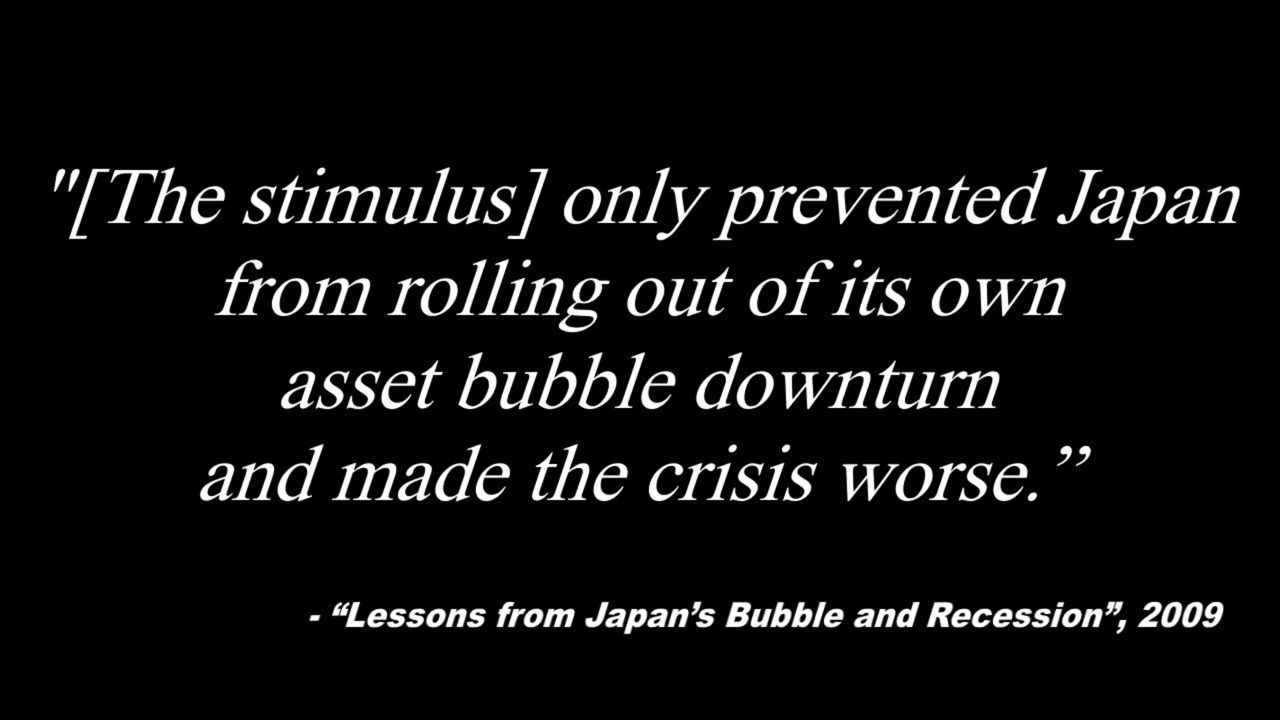 "[The stimulus] only prevented Japan
from rolling out of its own
asset bubble downturn
and made the crisis worse.”
- “Lessons from Japan’s Bubble and Recession”, 2009